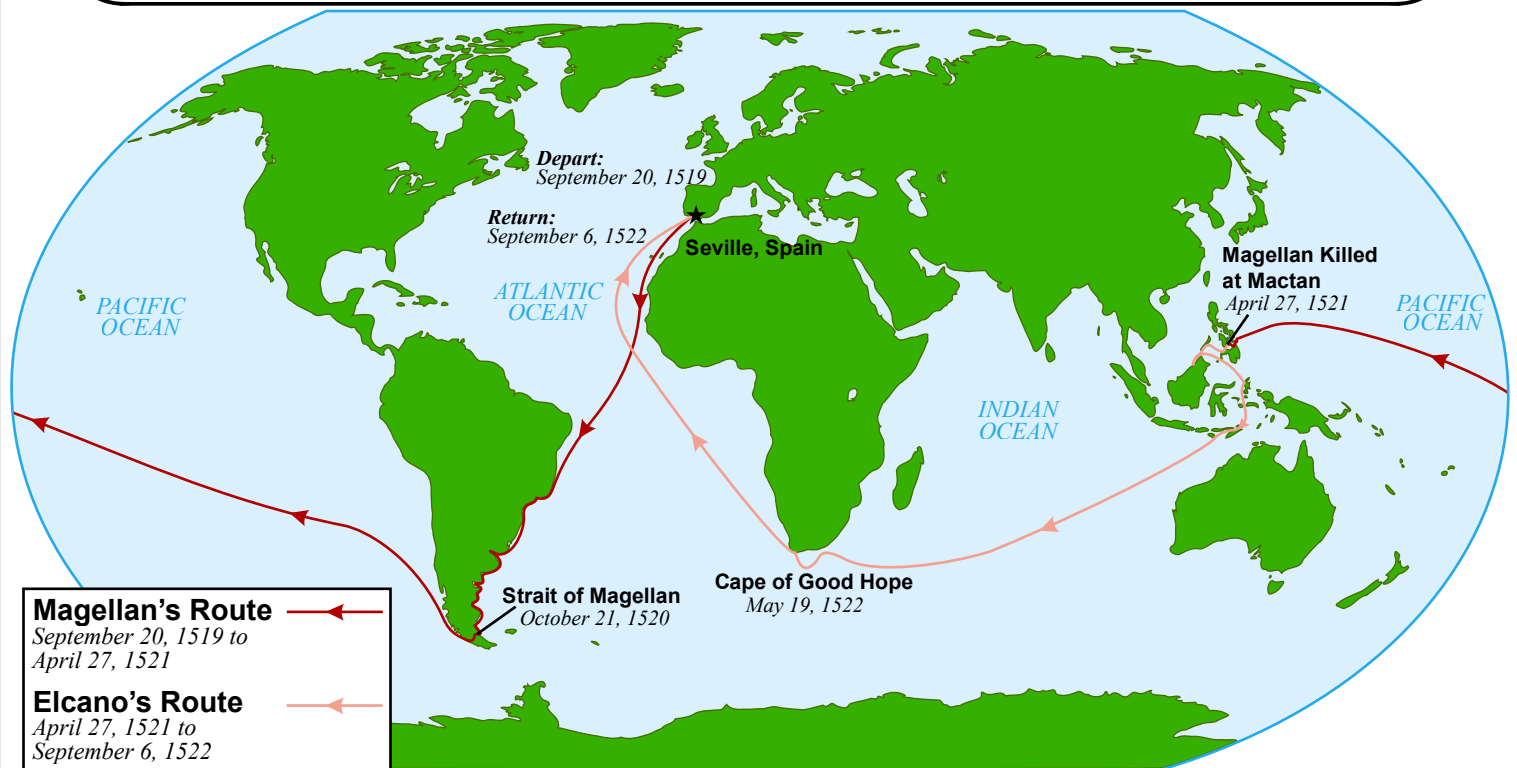 Depart:
September 20, 1519
Return:
September 6, 1522
Seville, Spain
Magellan Killed
at Mactan
April 27, 1521
PACIFIC
OCEAN
ATLANTIC
OCEAN
PACIFIC
OCEAN
INDIAN
OCEAN
Cape of Good Hope
May 19, 1522
Strait of Magellan
October 21, 1520
Magellan's Route
September 20, 1519 to
April 27, 1521
Elcano's Route
April 27, 1521 to
September 6, 1522